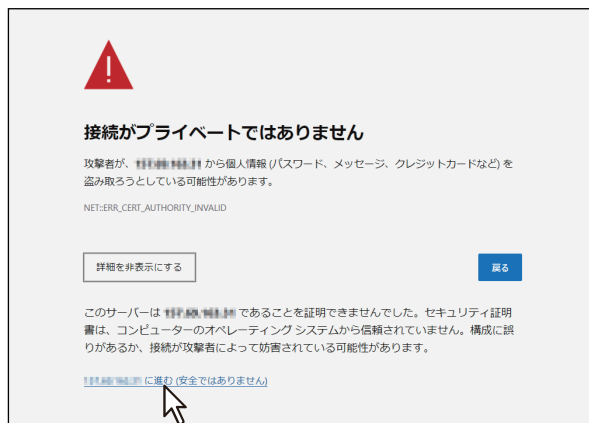 接続がプライベートではありません
攻撃者が、 から個人情報 (パスワード、メッセージ、クレジットカードなど) を
盗み取ろうとしている可能性があります。
NET::ERR_CERT_AUTHORITY_INVALID
詳細を非表示にする
戻る
このサーバーは であることを証明できませんでした。セキュリティ証明
書は、コンピューターのオペレーティング システムから信頼されていません。構成に誤
りがあるか、接続が攻撃者によって妨害されている可能性があります。
に進む (安全ではありません)